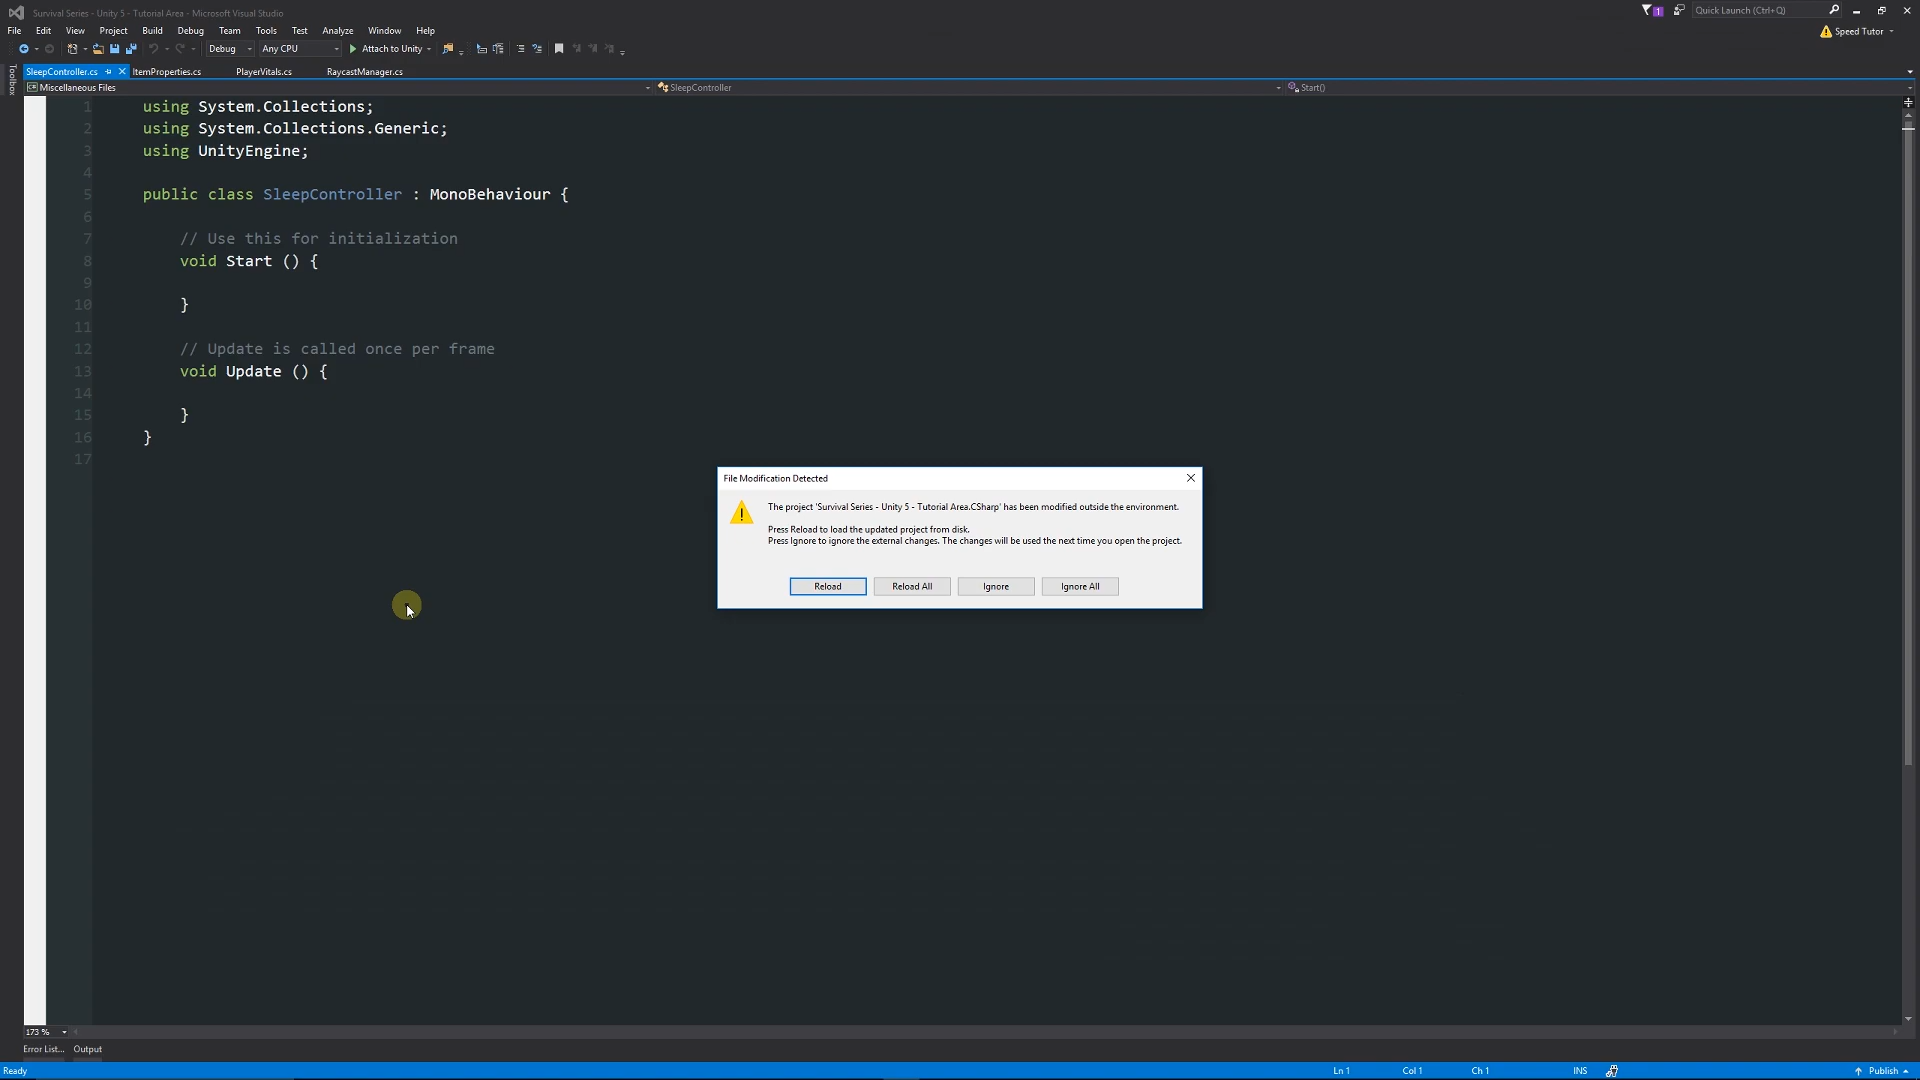 Survival Series - Unity 5 - Tutorial Area - Microsoft Visual Studio
1
Quick Launch (Ctrl+Q)
File Edit View Project Build Debug Team Tools Test Analyze Window Help
Speed Tutor
Debug Any CPU Attach to Unity
Toolbox
SleepController.cs ItemProperties.cs PlayerVitals.cs RaycastManager.cs
Miscellaneous Files SleepController Start()
1 using System.Collections;
2 using System.Collections.Generic;
3 using UnityEngine;
4
5 public class SleepController : MonoBehaviour {
6
7 // Use this for initialization
8 void Start () {
9
10 }
11
12 // Update is called once per frame
13 void Update () {
14
15 }
16 }
17
File Modification Detected
The project 'Survival Series - Unity 5 - Tutorial Area.CSharp' has been modified outside the environment.
Press Reload to load the updated project from disk.
Press Ignore to ignore the external changes. The changes will be used the next time you open the project.
Reload Reload All Ignore Ignore All
173 %
Error List... Output
Ready Ln 1 Col 1 Ch 1 INS Publish